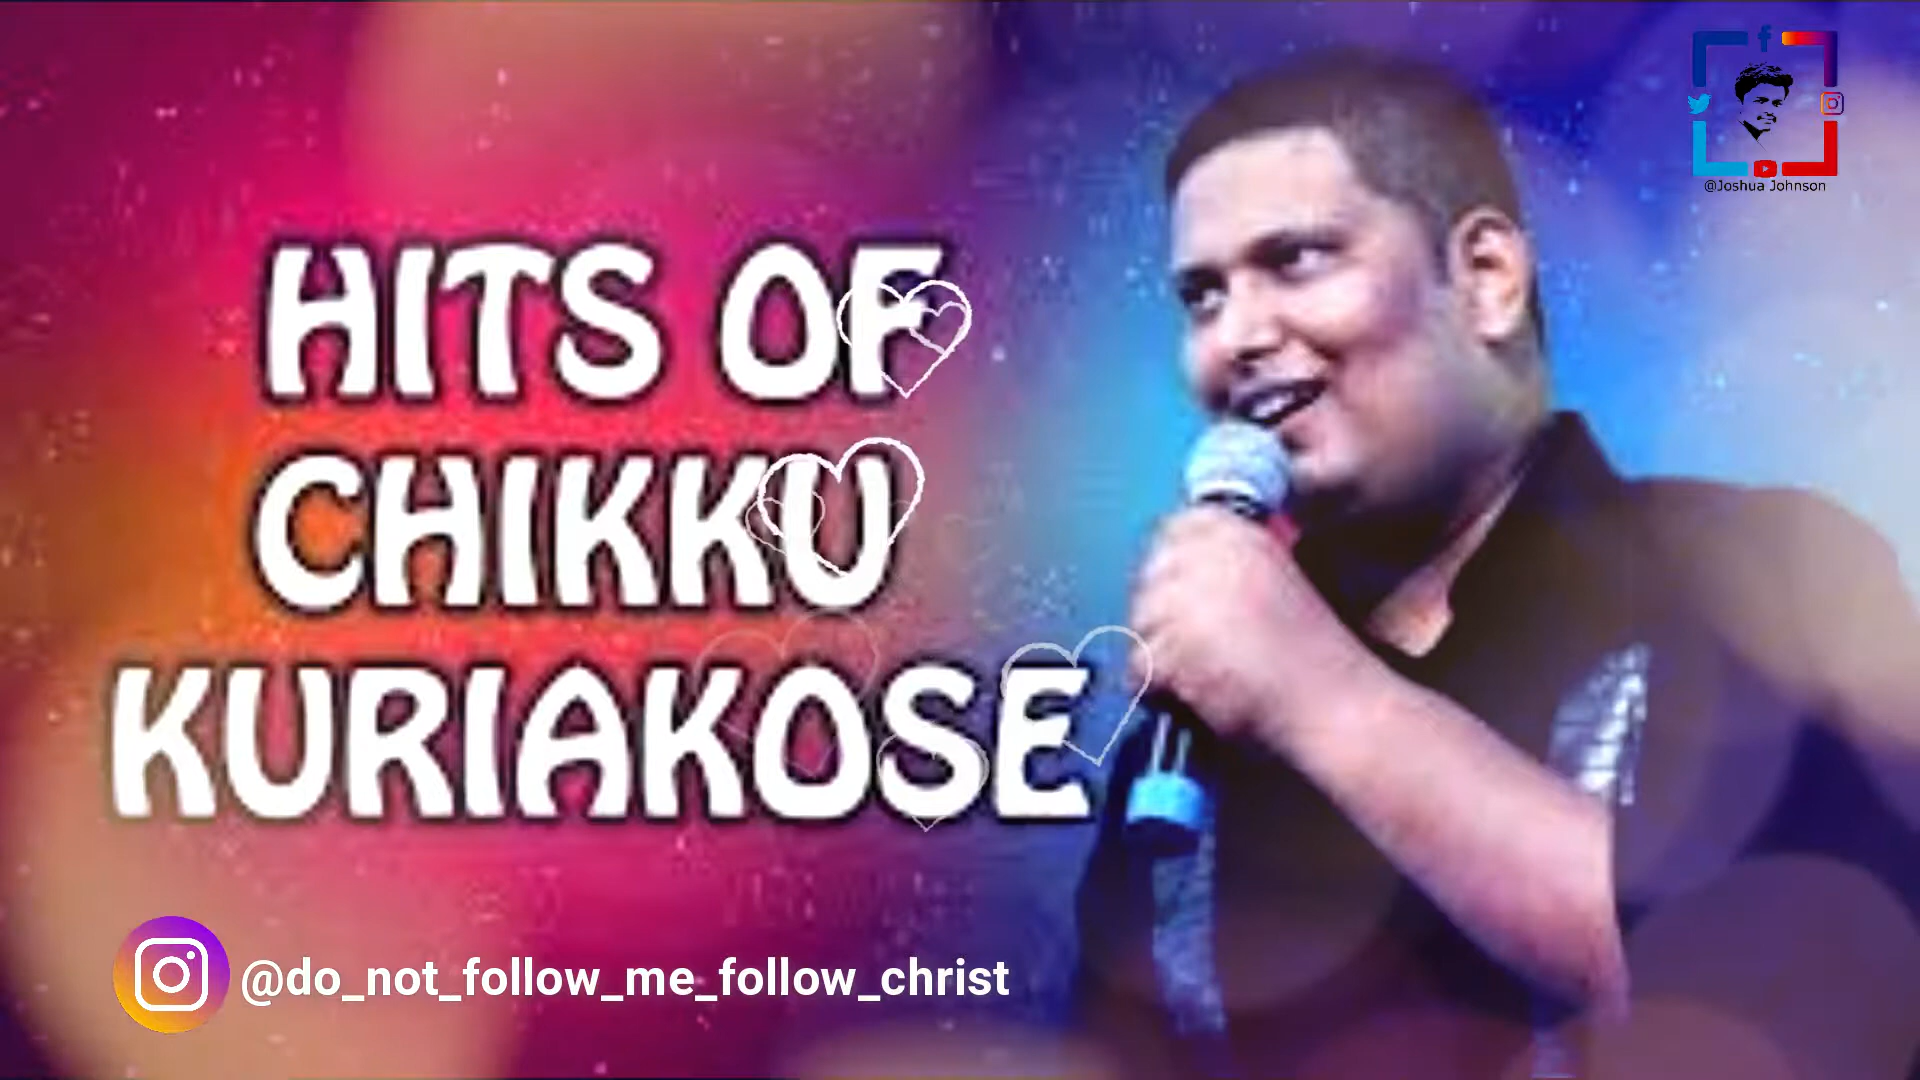 @Joshua Johnson
HITS OF
CHIKKU
KURIAKOSE
@do_not_follow_me_follow_christ